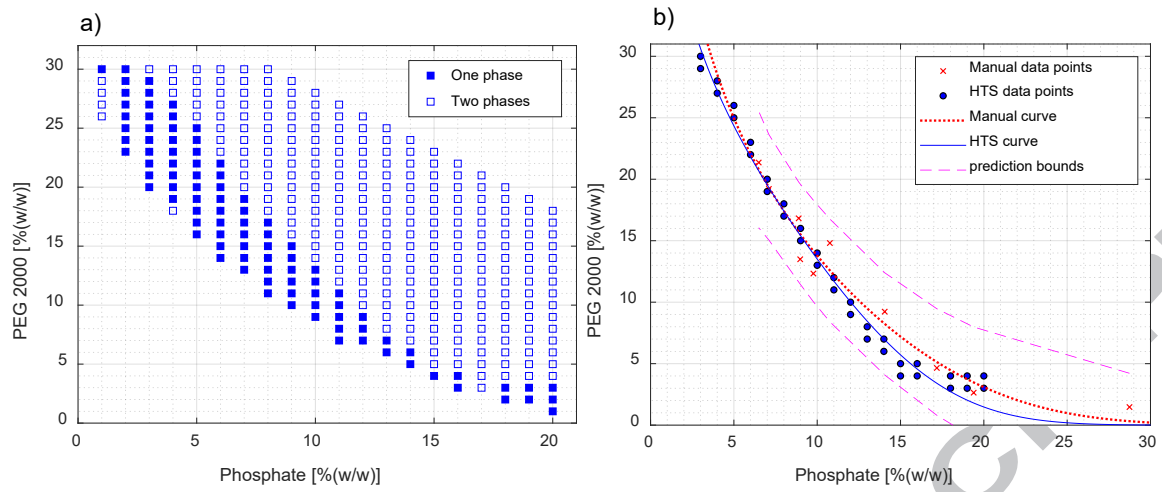 a)
PEG 2000 [%(w/w)]
30
25
20
15
10
5
0
One phase
Two phases
0 5 10 15 20
Phosphate [%(w/w)]
b)
PEG 2000 [%(w/w)]
30
25
20
15
10
5
0
Manual data points
HTS data points
Manual curve
HTS curve
prediction bounds
0 5 10 15 20 25 30
Phosphate [%(w/w)]